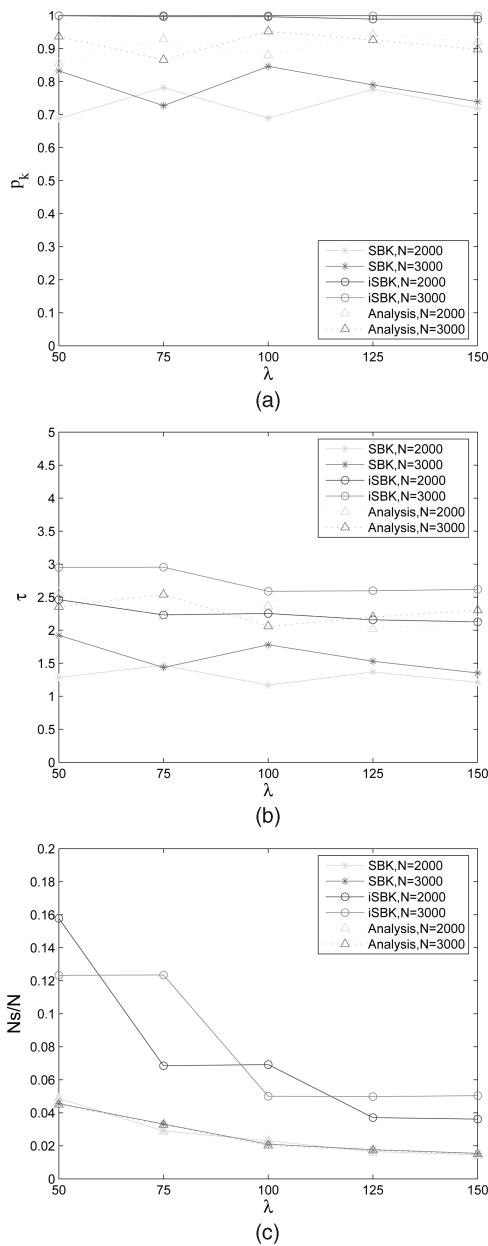 1
0.9
0.8
0.7
0.6
0.5
0.4
0.3
0.2
0.1
0
pk
SBK,N=2000
SBK,N=3000
iSBK,N=2000
iSBK,N=3000
Analysis,N=2000
Analysis,N=3000
50 75 100 125 150
λ
(a)
5
4.5
4
3.5
3
2.5
2
1.5
1
0.5
0
τ
SBK,N=2000
SBK,N=3000
iSBK,N=2000
iSBK,N=3000
Analysis,N=2000
Analysis,N=3000
50 75 100 125 150
λ
(b)
0.2
0.18
0.16
0.14
0.12
0.1
0.08
0.06
0.04
0.02
0
Ns/N
SBK,N=2000
SBK,N=3000
iSBK,N=2000
iSBK,N=3000
Analysis,N=2000
Analysis,N=3000
50 75 100 125 150
λ
(c)